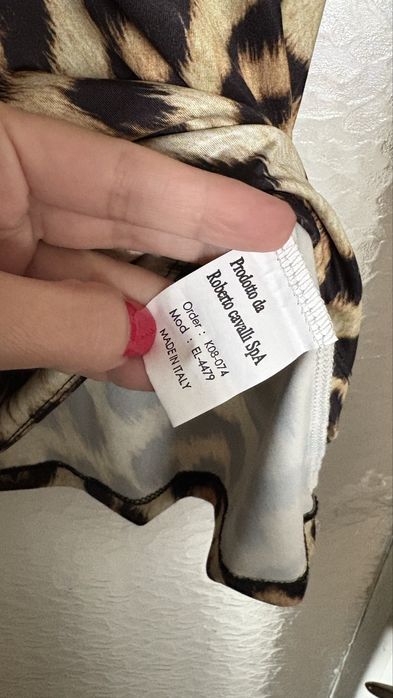 Prodotto da
Roberto cavalli SpA
Order : K08-074
Mod : EL-4479
MADE IN ITALY